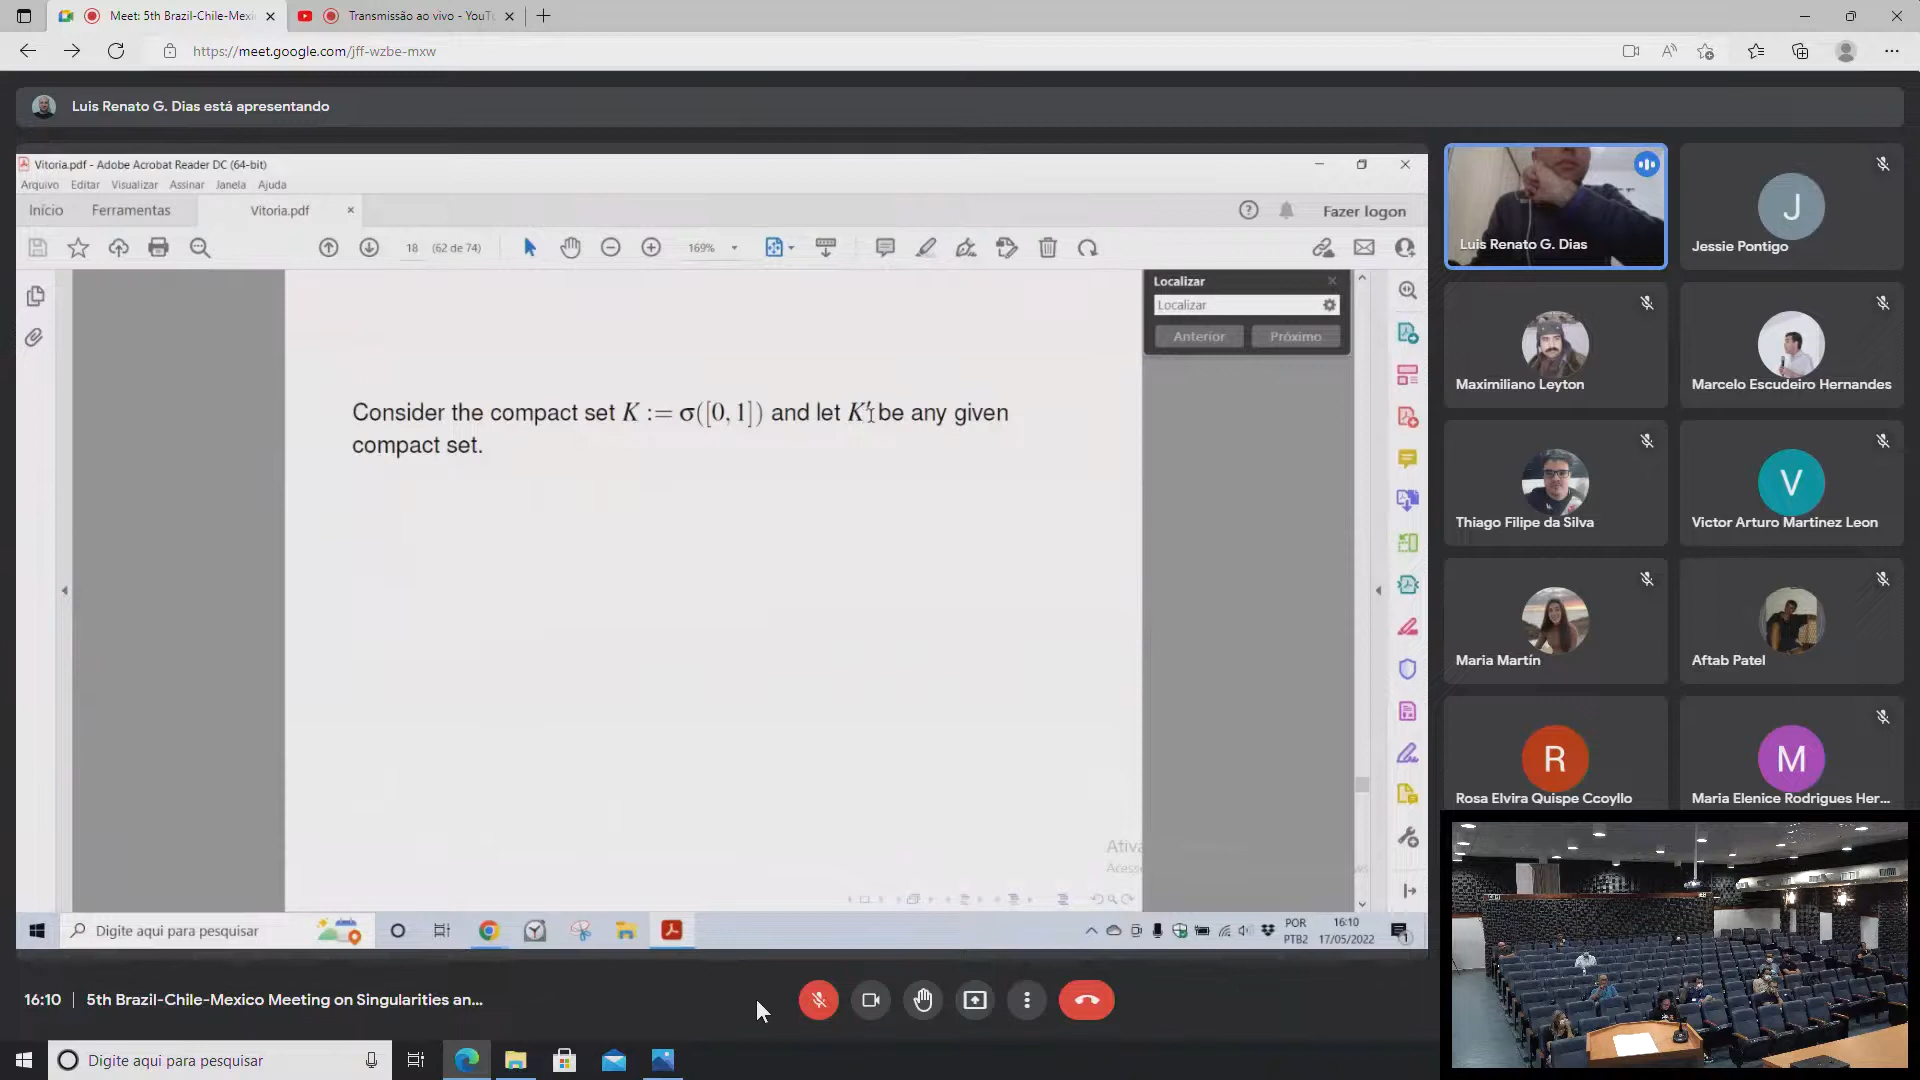 Meet: 5th Brazil-Chile-Mexi
Transmissão ao vivo - YouT
https://meet.google.com/jff-wzbe-mxw
Luis Renato G. Dias está apresentando
Vitoria.pdf - Adobe Acrobat Reader DC (64-bit)
Arquivo Editar Visualizar Assinar Janela Ajuda
Início Ferramentas Vitoria.pdf Fazer logon
18 (62 de 74) 169%
Localizar
Localizar
Anterior Próximo
Consider the compact set K := σ([0, 1]) and let K′ be any given
compact set.
Ativa
Acess
Digite aqui para pesquisar
POR
PTB2
16:10
17/05/2022
1
Luis Renato G. Dias
J
Jessie Pontigo
Maximiliano Leyton
Marcelo Escudeiro Hernandes
Thiago Filipe da Silva
V
Victor Arturo Martinez Leon
Maria Martín
Aftab Patel
R
Rosa Elvira Quispe Ccoyllo
M
Maria Elenice Rodrigues Her...
16:10 | 5th Brazil-Chile-Mexico Meeting on Singularities an...
Digite aqui para pesquisar